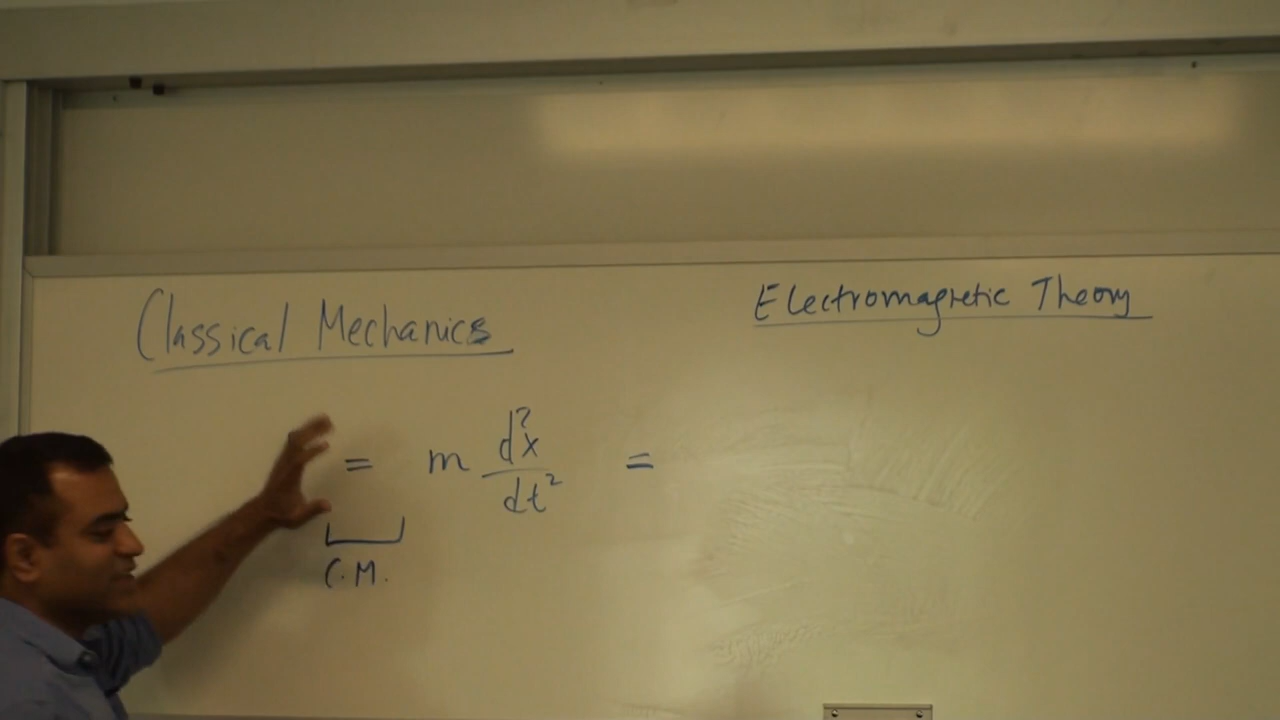 Classical Mechanics
Electromagnetic Theory
= m d²x/dt² =
C.M.